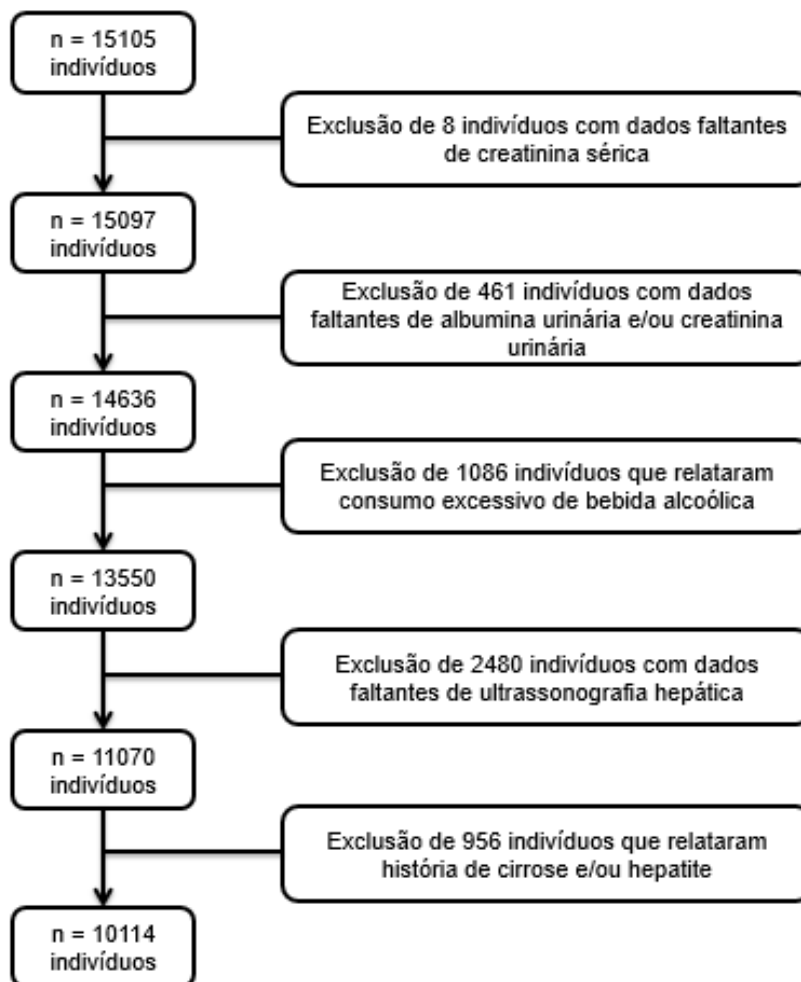 n = 15105
indivíduos
Exclusão de 8 indivíduos com dados faltantes
de creatinina sérica
n = 15097
indivíduos
Exclusão de 461 indivíduos com dados
faltantes de albumina urinária e/ou creatinina
urinária
n = 14636
indivíduos
Exclusão de 1086 indivíduos que relataram
consumo excessivo de bebida alcoólica
n = 13550
indivíduos
Exclusão de 2480 indivíduos com dados
faltantes de ultrassonografia hepática
n = 11070
indivíduos
Exclusão de 956 indivíduos que relataram
história de cirrose e/ou hepatite
n = 10114
indivíduos